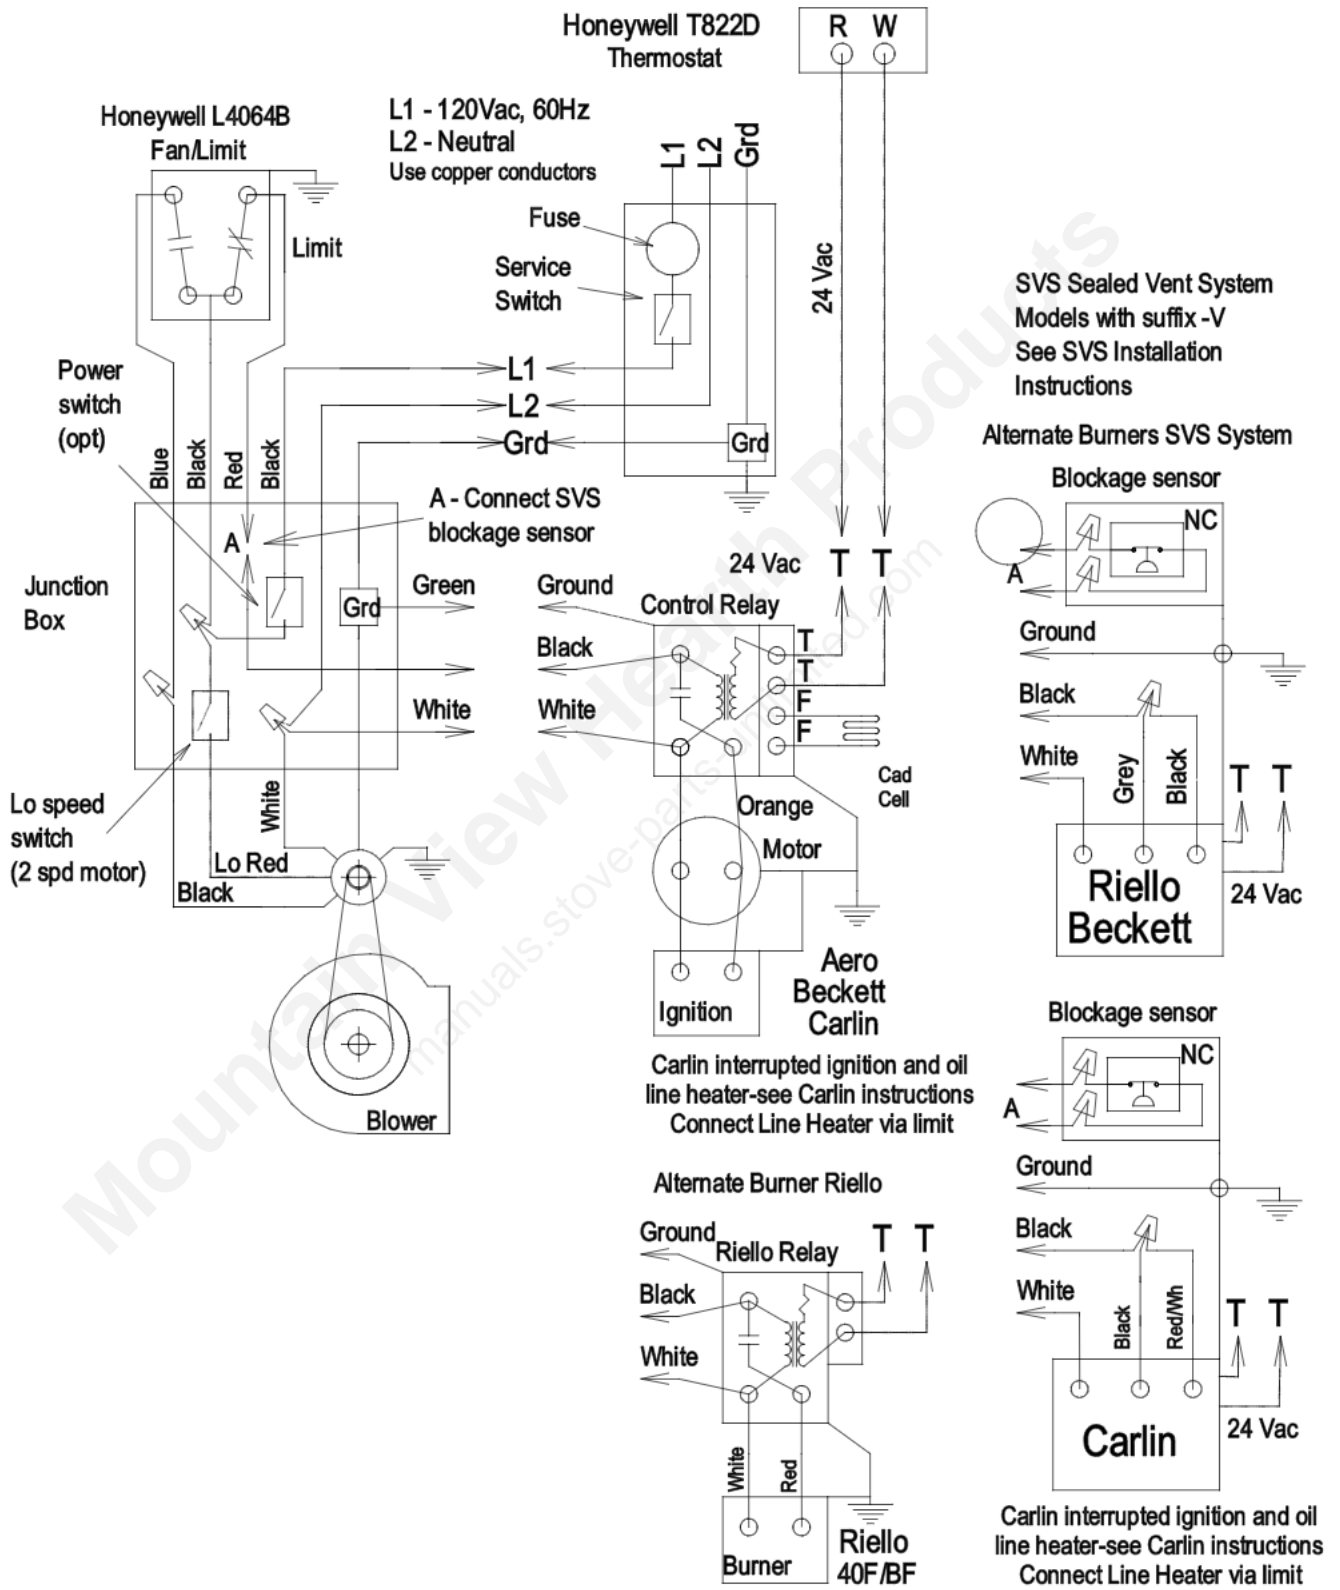 Honeywell T822D
Thermostat
R W
Honeywell L4064B
Fan/Limit
L1 - 120Vac, 60Hz
L2 - Neutral
Use copper conductors
L1
L2
Grd
Fuse
Service
Switch
Limit
24 Vac
SVS Sealed Vent System
Models with suffix -V
See SVS Installation
Instructions
Power
switch
(opt)
L1
L2
Grd
Grd
Blue
Black
Red
Black
Alternate Burners SVS System
Blockage sensor
NC
A
A - Connect SVS
blockage sensor
A
Junction
Box
Grd
Green
Ground
24 Vac T T
Control Relay
Black
White
White
T
T
F
F
Cad
Cell
Ground
Black
White
Grey
Black
T T
24 Vac
Riello
Beckett
Lo speed
switch
(2 spd motor)
White
Lo Red
Black
Orange
Motor
Ignition
Aero
Beckett
Carlin
Blower
Carlin interrupted ignition and oil
line heater-see Carlin instructions
Connect Line Heater via limit
Blockage sensor
NC
A
Ground
Black
White
Black
Red/Wh
T T
24 Vac
Carlin
Carlin interrupted ignition and oil
line heater-see Carlin instructions
Connect Line Heater via limit
Alternate Burner Riello
Ground
Riello Relay
T T
Black
White
White
Red
Burner
Riello
40F/BF
Mountain View Hearth Products
manuals.stove-parts-unlimited.com